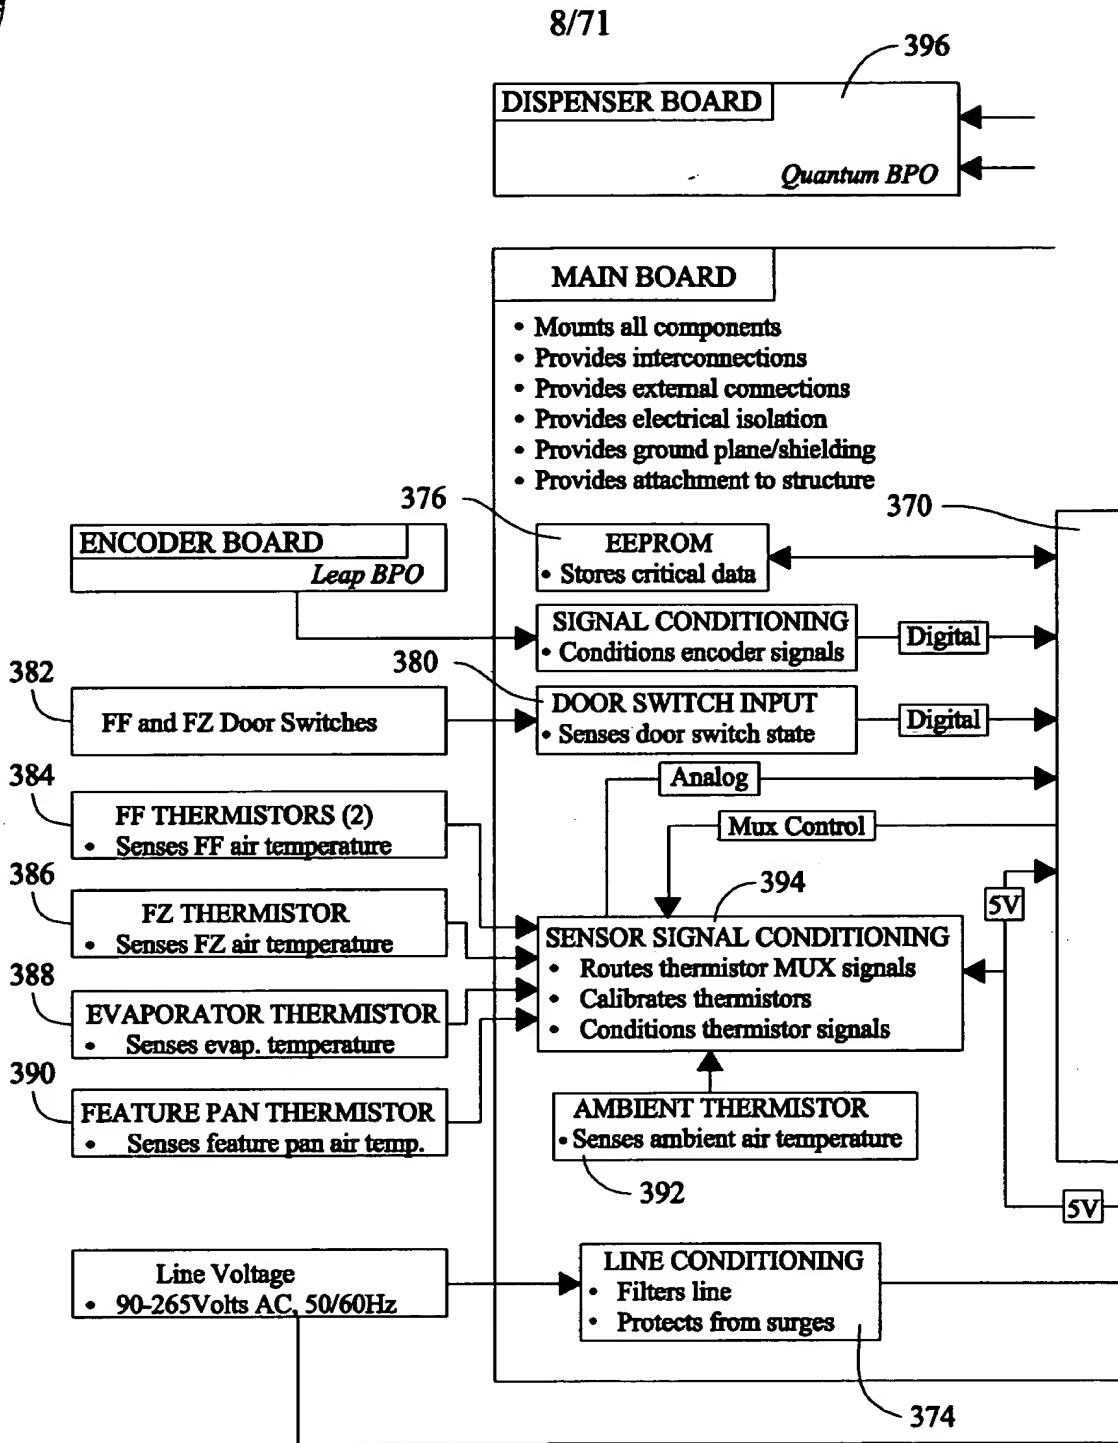 8/71
396
DISPENSER BOARD
Quantum BPO
MAIN BOARD
• Mounts all components
• Provides interconnections
• Provides external connections
• Provides electrical isolation
• Provides ground plane/shielding
• Provides attachment to structure
376
370
ENCODER BOARD
Leap BPO
EEPROM
• Stores critical data
SIGNAL CONDITIONING
• Conditions encoder signals
Digital
382
380
FF and FZ Door Switches
DOOR SWITCH INPUT
• Senses door switch state
Digital
384
Analog
FF THERMISTORS (2)
• Senses FF air temperature
Mux Control
386
394
5V
FZ THERMISTOR
• Senses FZ air temperature
SENSOR SIGNAL CONDITIONING
• Routes thermistor MUX signals
• Calibrates thermistors
• Conditions thermistor signals
388
EVAPORATOR THERMISTOR
• Senses evap. temperature
390
FEATURE PAN THERMISTOR
• Senses feature pan air temp.
AMBIENT THERMISTOR
• Senses ambient air temperature
392
5V
Line Voltage
• 90-265Volts AC, 50/60Hz
LINE CONDITIONING
• Filters line
• Protects from surges
374